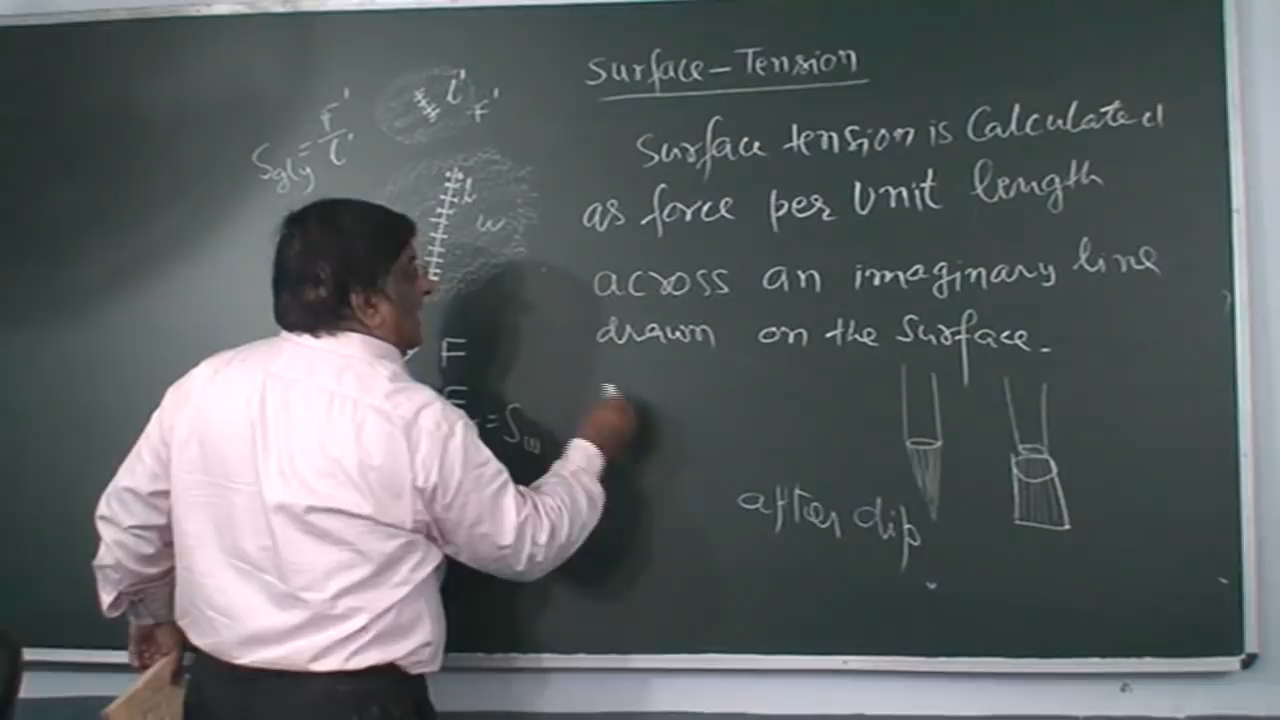 Surface-Tension
Surface tension is Calculated
as force per Unit length
across an imaginary line
drawn on the Surface.
after dip
l'
F'
S gly = F' / l'
l
w
F
= S